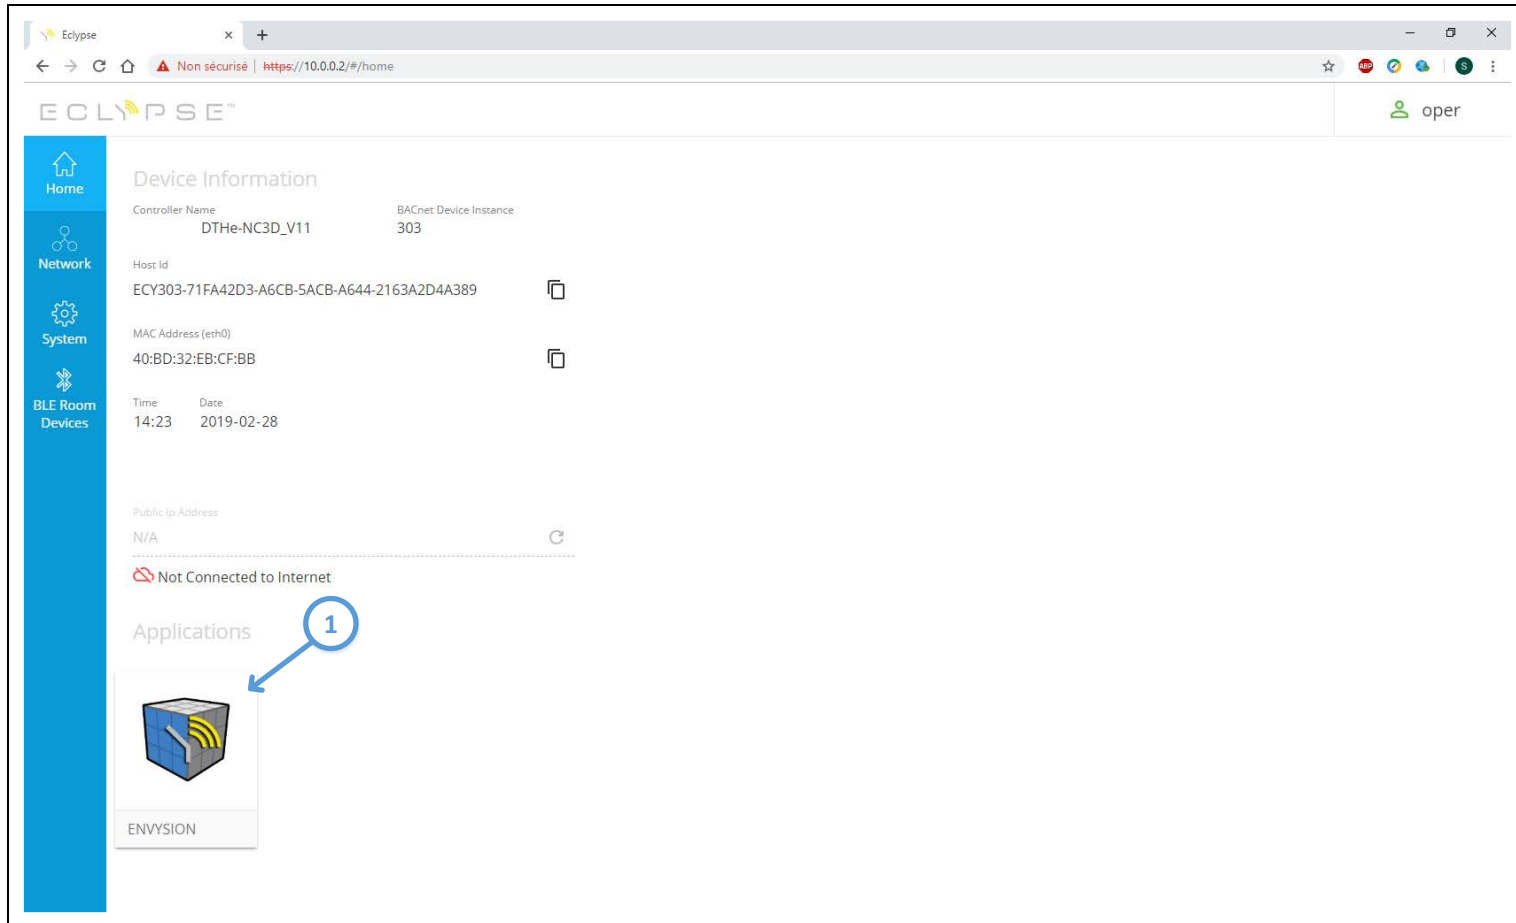 Eclypse
Non sécurisé | https://10.0.0.2/#/home
ABP
S
ECLYPSE™
oper
Home
Network
System
BLE Room
Devices
Device Information
Controller Name BACnet Device Instance
DTHe-NC3D_V11 303
Host Id
ECY303-71FA42D3-A6CB-5ACB-A644-2163A2D4A389
MAC Address (eth0)
40:BD:32:EB:CF:BB
Time Date
14:23 2019-02-28
Public Ip Address
N/A
Not Connected to Internet
1
Applications
ENVYSION